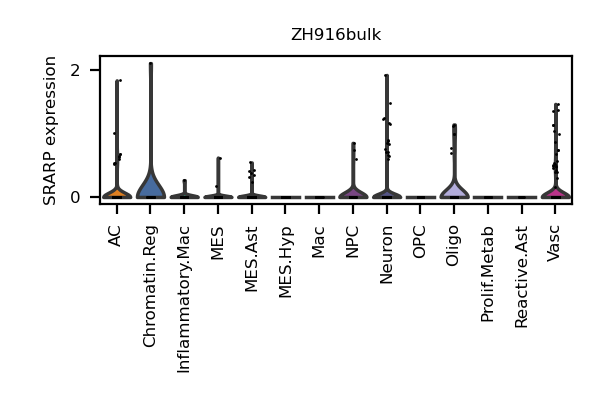 ZH916bulk
SRARP expression
2
0
AC
Chromatin.Reg
Inflammatory.Mac
MES
MES.Ast
MES.Hyp
Mac
NPC
Neuron
OPC
Oligo
Prolif.Metab
Reactive.Ast
Vasc